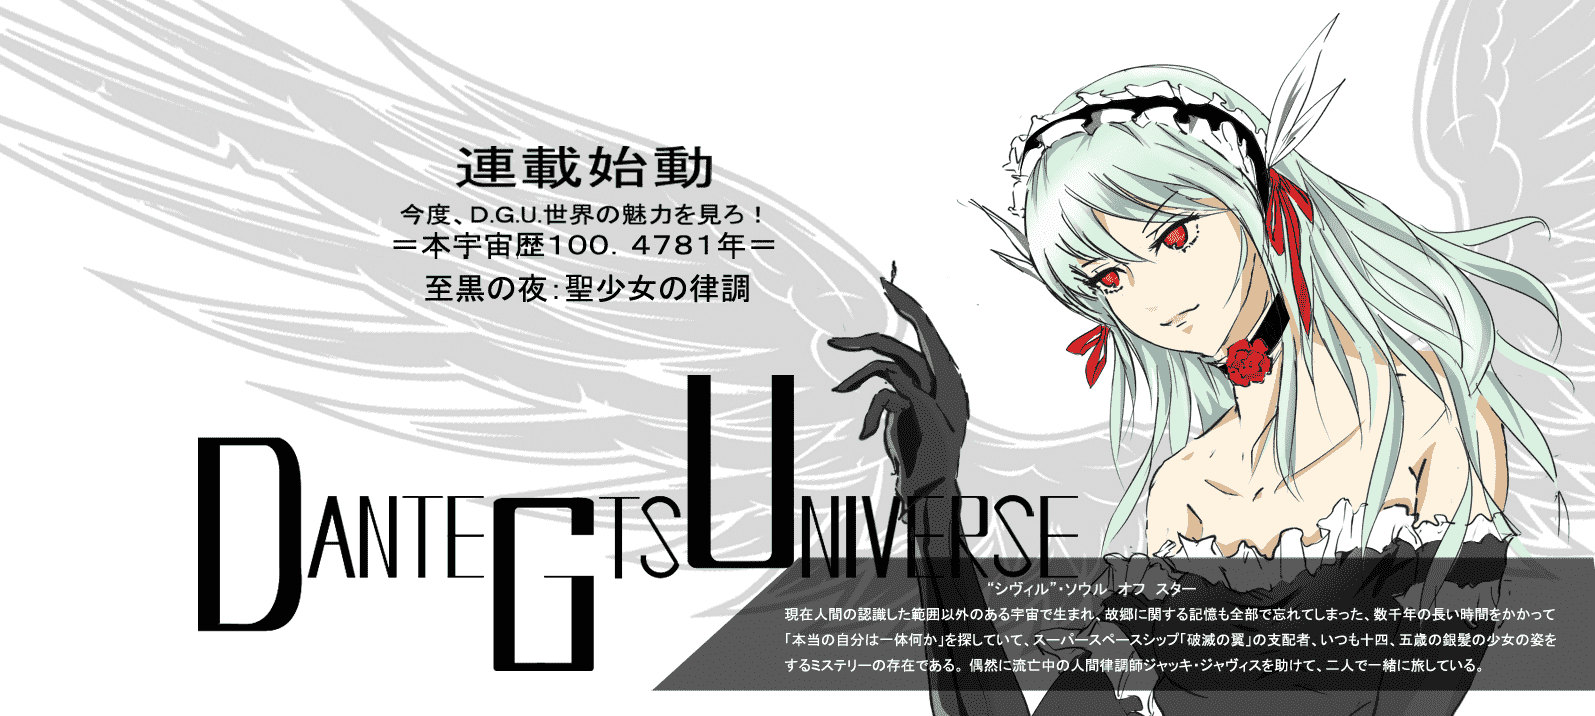 連載始動
今度、D.G.U.世界の魅力を見ろ！
＝本宇宙歴100．4781年＝
至黒の夜：聖少女の律調
DANTE GTS UNIVERSE
“シヴィル”・ソウル　オフ　スター
現在人間の認識した範囲以外のある宇宙で生まれ、故郷に関する記憶も全部で忘れてしまった、数千年の長い時間をかかって
「本当の自分は一体何か」を探していて、スーパースペースシップ「破滅の翼」の支配者、いつも十四、五歳の銀髪の少女の姿を
するミステリーの存在である。偶然に流亡中の人間律調師ジャッキ・ジャヴィスを助けて、二人で一緒に旅している。